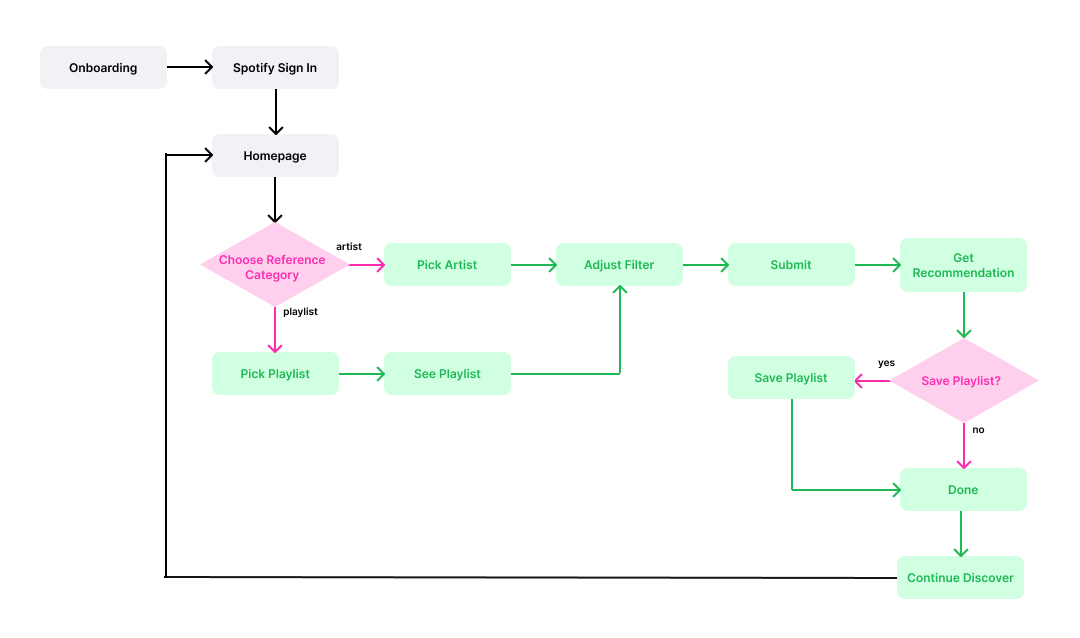 Onboarding
Spotify Sign In
Homepage
artist
Choose Reference
Category
Pick Artist
Adjust Filter
Submit
Get
Recommendation
playlist
Pick Playlist
See Playlist
yes
Save Playlist
Save Playlist?
no
Done
Continue Discover